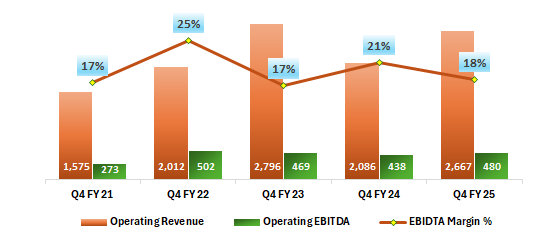 25%
21%
17%
17%
18%
1,575
273
2,012
502
2,796
469
2,086
438
2,667
480
Q4 FY 21
Q4 FY 22
Q4 FY 23
Q4 FY 24
Q4 FY 25
Operating Revenue
Operating EBITDA
EBIDTA Margin %